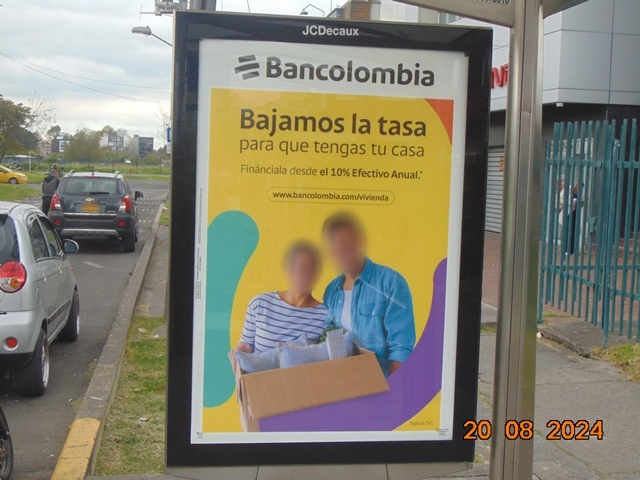 JCDecaux
Bancolombia
Bajamos la tasa
para que tengas tu casa
Finánciala desde el 10% Efectivo Anual.*
www.bancolombia.com/vivienda
20 08 2024